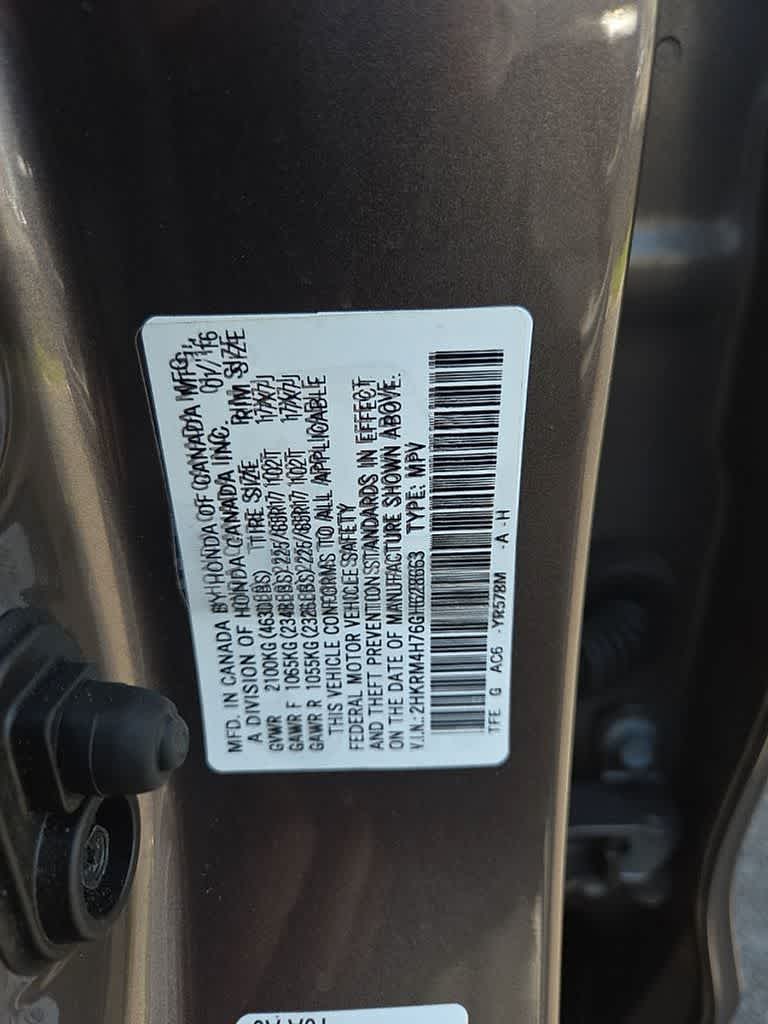 MFD. IN CANADA BY HONDA OF CANADA MFG.,
A DIVISION OF HONDA CANADA INC. 01/16
GVWR 2100KG (4630LBS) TIRE SIZE RIM SIZE
GAWR F 1065KG (2348LBS) 225/65R17 102T 17X7J
GAWR R 1055KG (2326LBS) 225/65R17 102T 17X7J
THIS VEHICLE CONFORMS TO ALL APPLICABLE
FEDERAL MOTOR VEHICLE SAFETY
AND THEFT PREVENTION STANDARDS IN EFFECT
ON THE DATE OF MANUFACTURE SHOWN ABOVE.
V.I.N.: 2HKRM4H76GH628663 TYPE: MPV
TFE G AC6 -YR578M -A -H